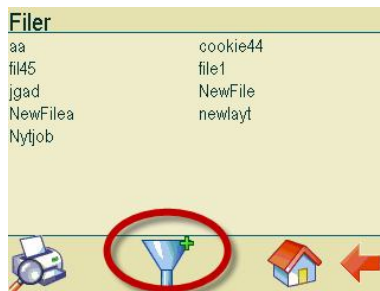 Filer
aa cookie44
fil45 file1
jgad NewFile
NewFilea newlayt
Nytjob